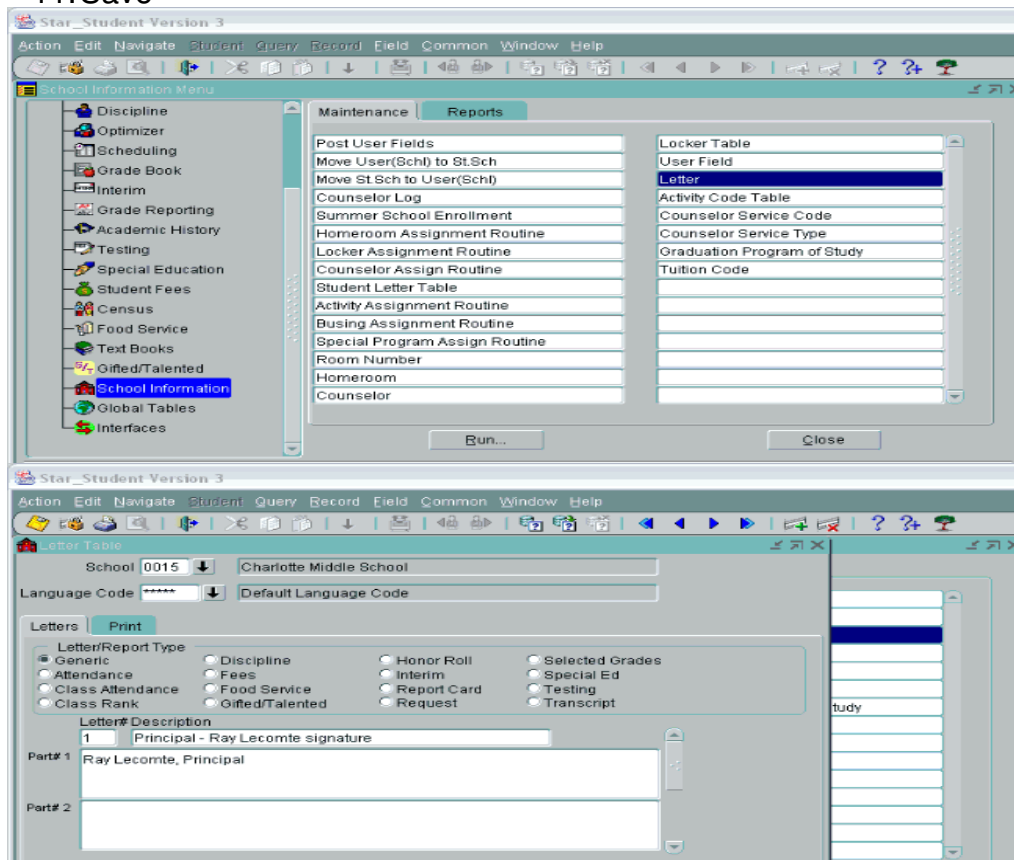 Star_Student Version 3
Action Edit Navigate Student Query Record Field Common Window Help
School Information Menu
Discipline
Optimizer
Scheduling
Grade Book
Interim
Grade Reporting
Academic History
Testing
Special Education
Student Fees
Census
Food Service
Text Books
Gifted/Talented
School Information
Global Tables
Interfaces
Maintenance Reports
Post User Fields
Move User(Schl) to St.Sch
Move St.Sch to User(Schl)
Counselor Log
Summer School Enrollment
Homeroom Assignment Routine
Locker Assignment Routine
Counselor Assign Routine
Student Letter Table
Activity Assignment Routine
Busing Assignment Routine
Special Program Assign Routine
Room Number
Homeroom
Counselor
Locker Table
User Field
Letter
Activity Code Table
Counselor Service Code
Counselor Service Type
Graduation Program of Study
Tuition Code
Run... Close
Star_Student Version 3
Action Edit Navigate Student Query Record Field Common Window Help
Letter Table
School 0015 Charlotte Middle School
Language Code ***** Default Language Code
Letters Print
Letter/Report Type
Generic Discipline Honor Roll Selected Grades
Attendance Fees Interim Special Ed
Class Attendance Food Service Report Card Testing
Class Rank Gifted/Talented Request Transcript
Letter# Description
1 Principal - Ray Lecomte signature
Part# 1 Ray Lecomte, Principal
Part# 2
tudy